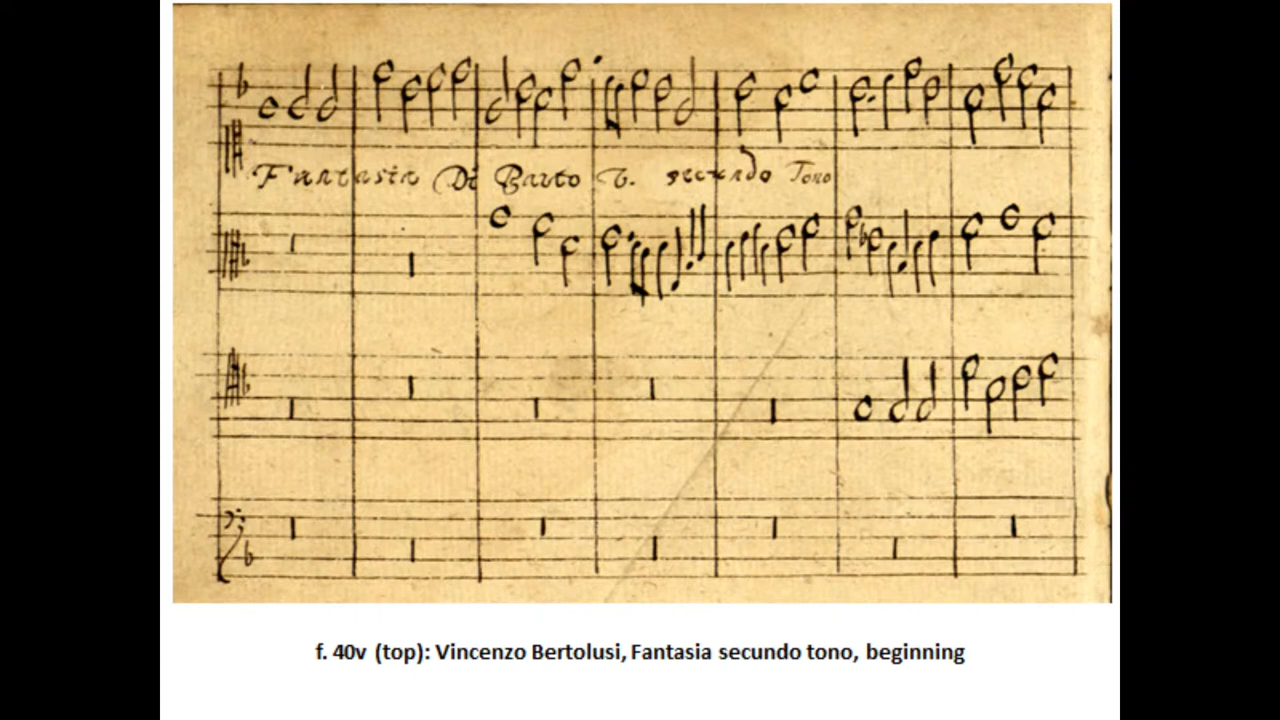 Fantasia Di Barto V. secundo Tono
f. 40v (top): Vincenzo Bertolusi, Fantasia secundo tono, beginning